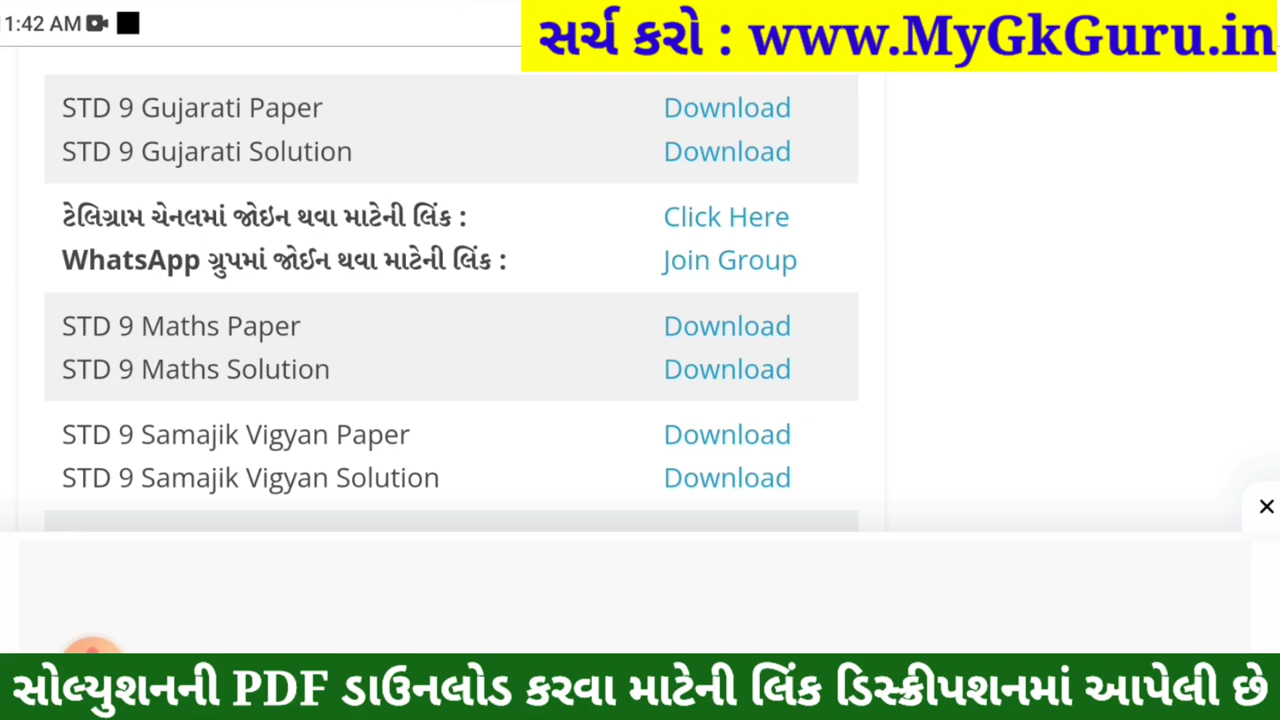 11:42 AM
સર્ચ કરો : www.MyGkGuru.in
STD 9 Gujarati Paper Download
STD 9 Gujarati Solution Download
ટેલિગ્રામ ચેનલમાં જોઇન થવા માટેની લિંક : Click Here
WhatsApp ગ્રુપમાં જોઈન થવા માટેની લિંક : Join Group
STD 9 Maths Paper Download
STD 9 Maths Solution Download
STD 9 Samajik Vigyan Paper Download
STD 9 Samajik Vigyan Solution Download
સોલ્યુશનની PDF ડાઉનલોડ કરવા માટેની લિંક ડિસ્ક્રીપશનમાં આપેલી છે